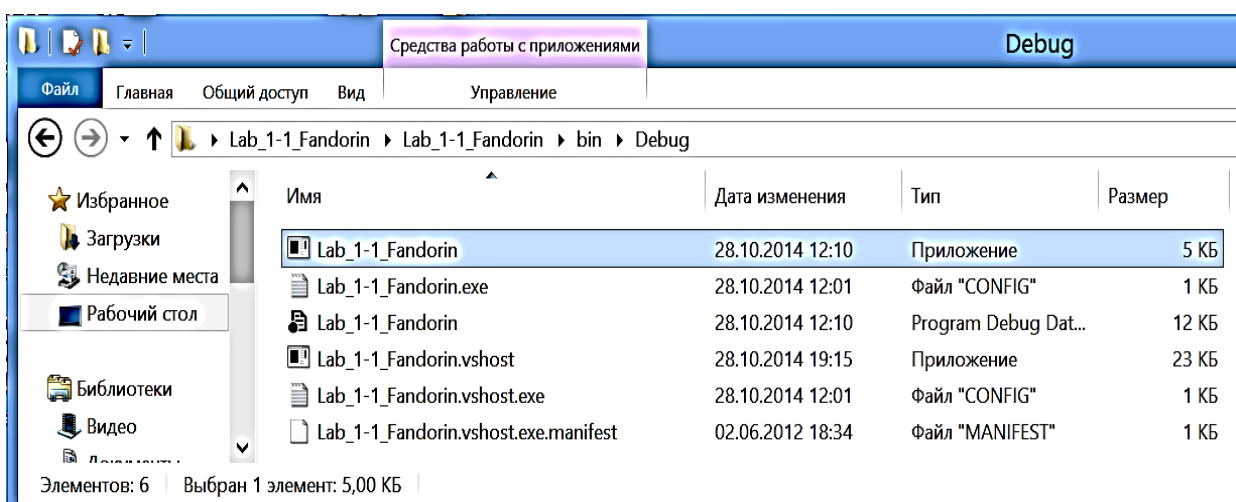 Средства работы с приложениями Debug
Файл Главная Общий доступ Вид Управление
Lab_1-1_Fandorin Lab_1-1_Fandorin bin Debug
Избранное
Загрузки
Недавние места
Рабочий стол
Библиотеки
Видео
Имя Дата изменения Тип Размер
Lab_1-1_Fandorin 28.10.2014 12:10 Приложение 5 КБ
Lab_1-1_Fandorin.exe 28.10.2014 12:01 Файл "CONFIG" 1 КБ
Lab_1-1_Fandorin 28.10.2014 12:10 Program Debug Dat... 12 КБ
Lab_1-1_Fandorin.vshost 28.10.2014 19:15 Приложение 23 КБ
Lab_1-1_Fandorin.vshost.exe 28.10.2014 12:01 Файл "CONFIG" 1 КБ
Lab_1-1_Fandorin.vshost.exe.manifest 02.06.2012 18:34 Файл "MANIFEST" 1 КБ
Элементов: 6 Выбран 1 элемент: 5,00 КБ